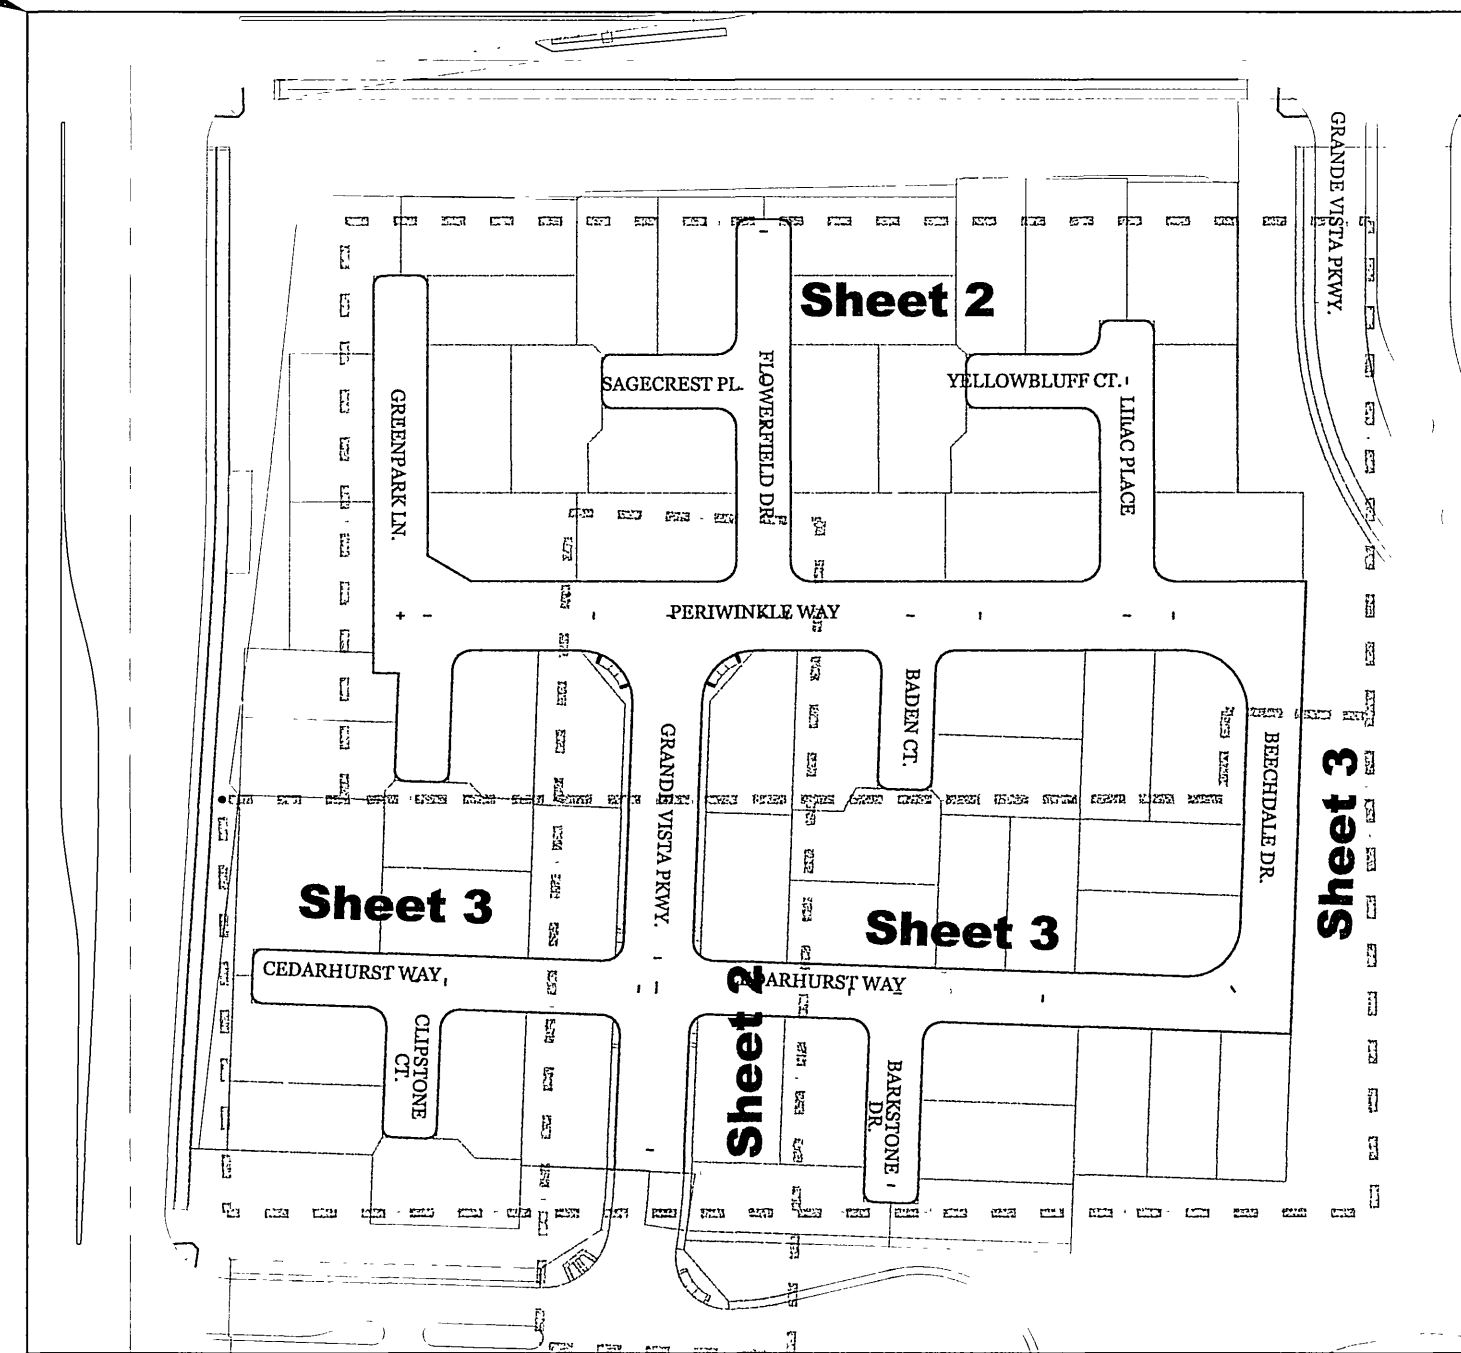 GRANDE VISTA PKWY.
Sheet 2
SAGECREST PL.
FLOWERFIELD DR.
YELLOWBLUFF CT.
LILAC PLACE
GREENPARK LN.
PERIWINKLE WAY
BADEN CT.
GRANDE VISTA PKWY.
BEECHDALE DR.
Sheet 3
Sheet 3
Sheet 3
CEDARHURST WAY
CEDARHURST WAY
Sheet 2
CLIPSTONE
CT.
BARKSTONE
DR.